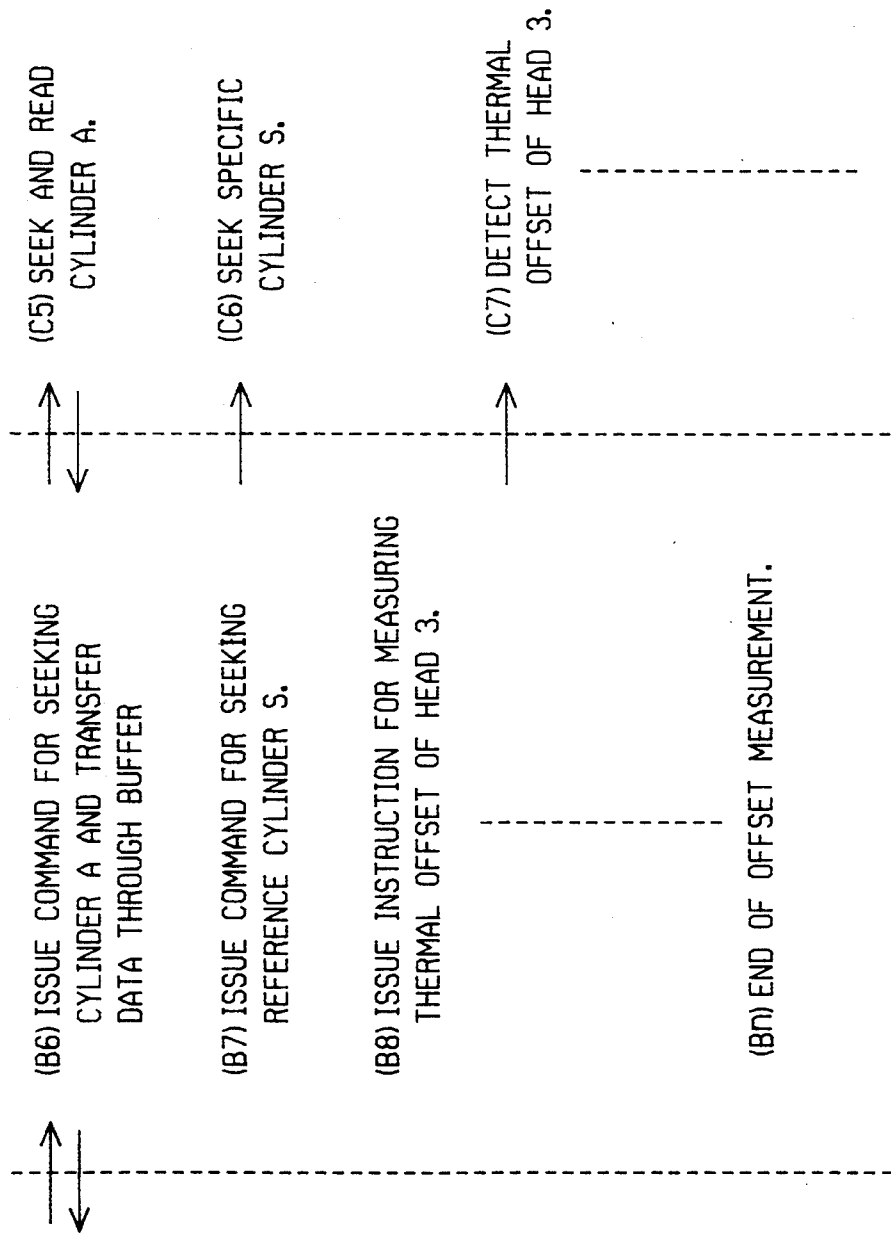 (B6) ISSUE COMMAND FOR SEEKING
CYLINDER A AND TRANSFER
DATA THROUGH BUFFER
(B7) ISSUE COMMAND FOR SEEKING
REFERENCE CYLINDER S.
(B8) ISSUE INSTRUCTION FOR MEASURING
THERMAL OFFSET OF HEAD 3.
(Bn) END OF OFFSET MEASUREMENT.
(C5) SEEK AND READ
CYLINDER A.
(C6) SEEK SPECIFIC
CYLINDER S.
(C7) DETECT THERMAL
OFFSET OF HEAD 3.